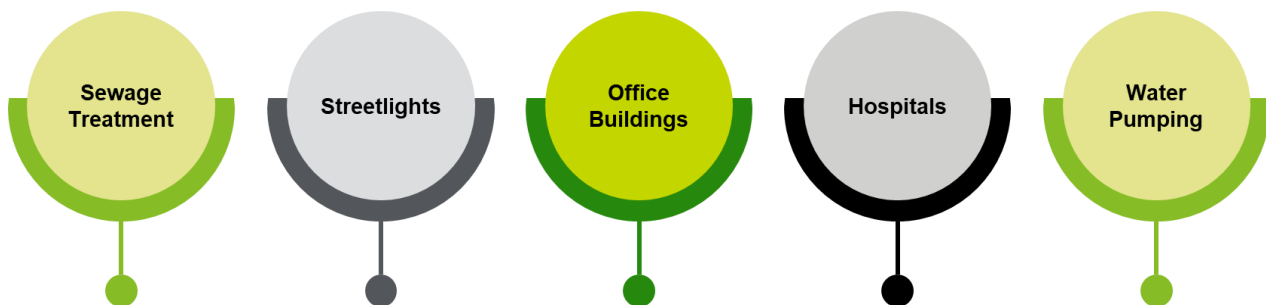 Sewage
Treatment
Streetlights
Office
Buildings
Hospitals
Water
Pumping